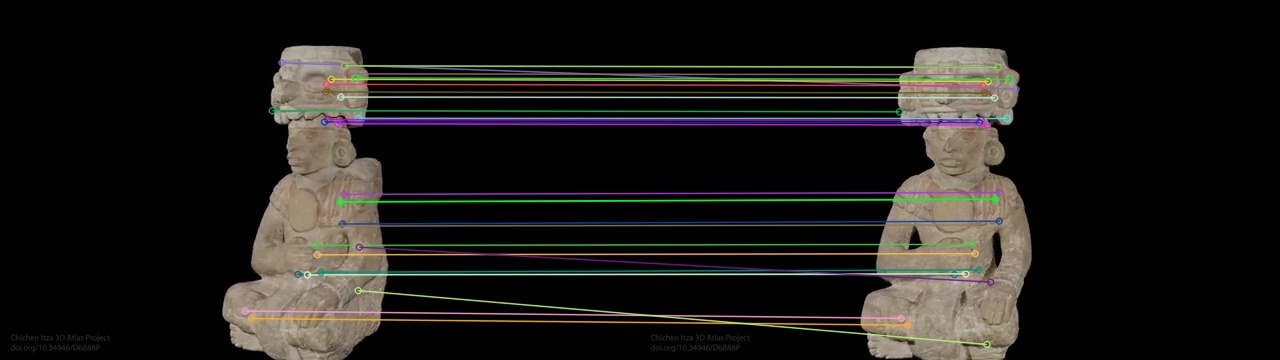 Chichen Itza 3D Atlas Project
doi.org/10.34946/D6B88P
Chichen Itza 3D Atlas Project
doi.org/10.34946/D6B88P